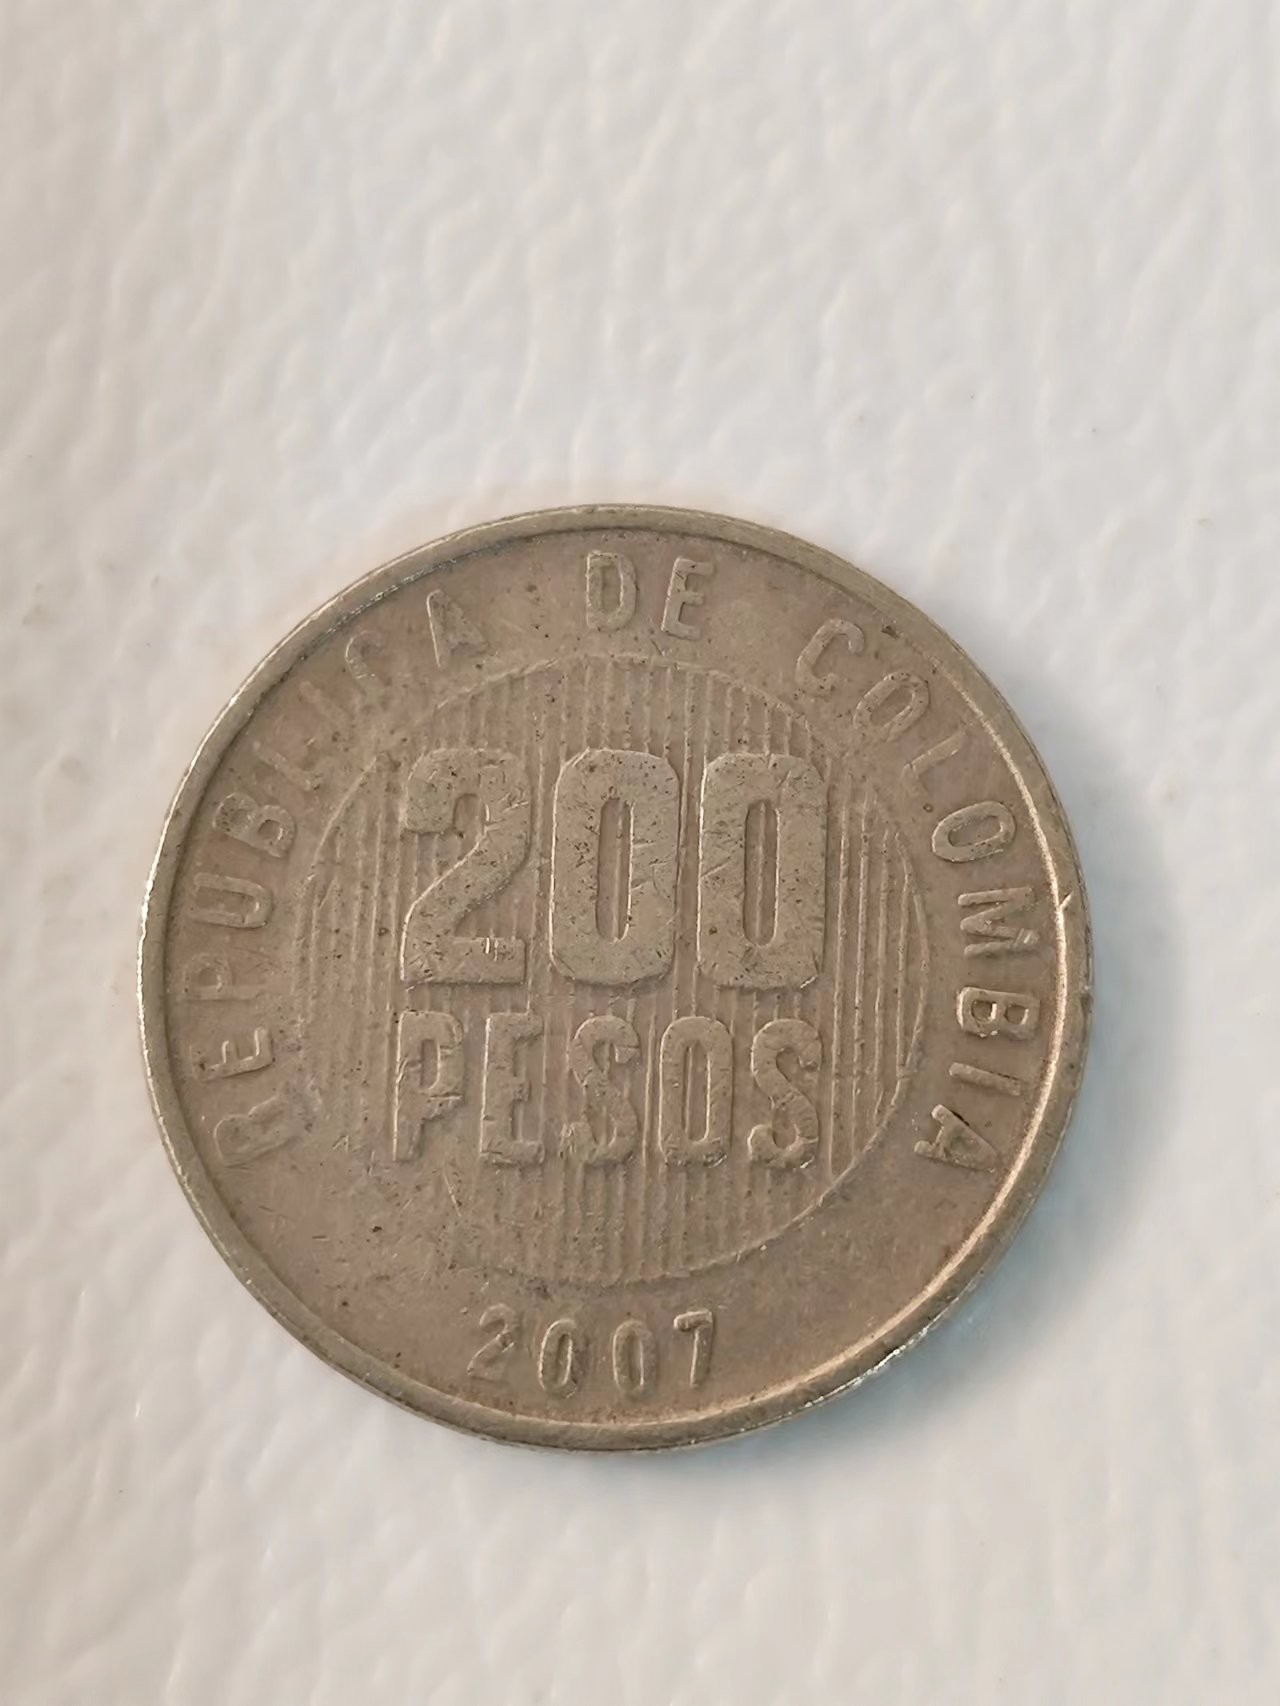 REPUBLICA DE COLOMBIA
200
PESOS
2007